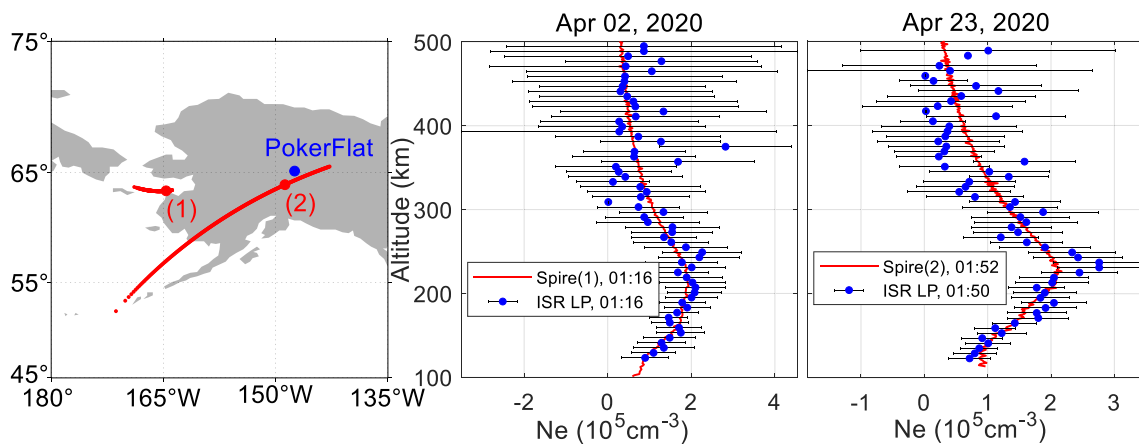 Apr 02, 2020
Apr 23, 2020
75°
65°
55°
45°
180°
165°W
150°W
135°W
PokerFlat
(1)
(2)
Altitude (km)
500
400
300
200
100
Spire(1), 01:16
ISR LP, 01:16
-2
0
2
4
Ne (10⁵cm⁻³)
Spire(2), 01:52
ISR LP, 01:50
-1
0
1
2
3
Ne (10⁵cm⁻³)